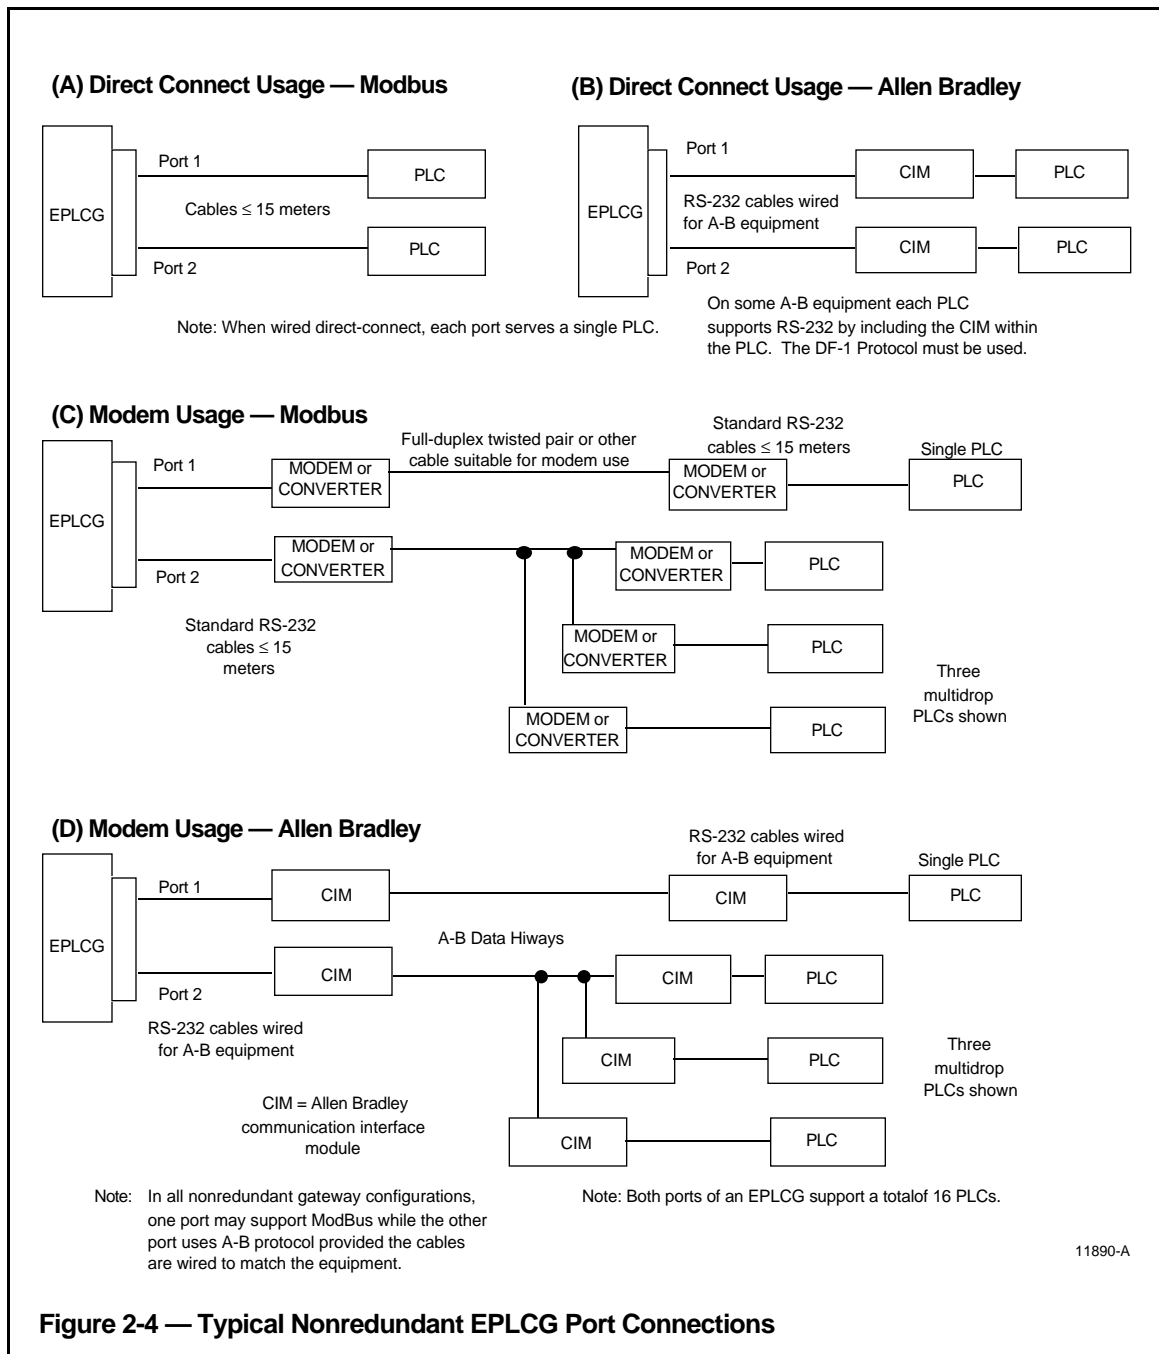 (A) Direct Connect Usage — Modbus
EPLCG
Port 1
PLC
Cables ≤ 15 meters
PLC
Port 2
Note: When wired direct-connect, each port serves a single PLC.
(B) Direct Connect Usage — Allen Bradley
EPLCG
Port 1
CIM
PLC
RS-232 cables wired
for A-B equipment
CIM
PLC
Port 2
On some A-B equipment each PLC
supports RS-232 by including the CIM within
the PLC. The DF-1 Protocol must be used.
(C) Modem Usage — Modbus
EPLCG
Port 1
MODEM or
CONVERTER
Full-duplex twisted pair or other
cable suitable for modem use
Standard RS-232
cables ≤ 15 meters
MODEM or
CONVERTER
Single PLC
PLC
Port 2
MODEM or
CONVERTER
MODEM or
CONVERTER
PLC
Standard RS-232
cables ≤ 15
meters
MODEM or
CONVERTER
PLC
MODEM or
CONVERTER
PLC
Three
multidrop
PLCs shown
(D) Modem Usage — Allen Bradley
EPLCG
Port 1
CIM
RS-232 cables wired
for A-B equipment
CIM
Single PLC
PLC
A-B Data Hiways
Port 2
CIM
CIM
PLC
RS-232 cables wired
for A-B equipment
CIM
PLC
Three
multidrop
PLCs shown
CIM = Allen Bradley
communication interface
module
CIM
PLC
Note: In all nonredundant gateway configurations,
one port may support ModBus while the other
port uses A-B protocol provided the cables
are wired to match the equipment.
Note: Both ports of an EPLCG support a totalof 16 PLCs.
11890-A
Figure 2-4 — Typical Nonredundant EPLCG Port Connections